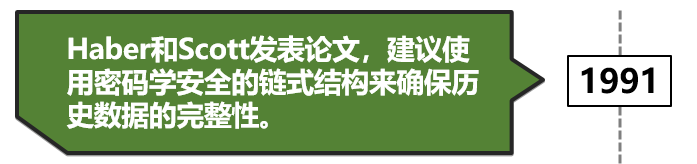 Haber和Scott发表论文，建议使
用密码学安全的链式结构来确保历
史数据的完整性。
1991